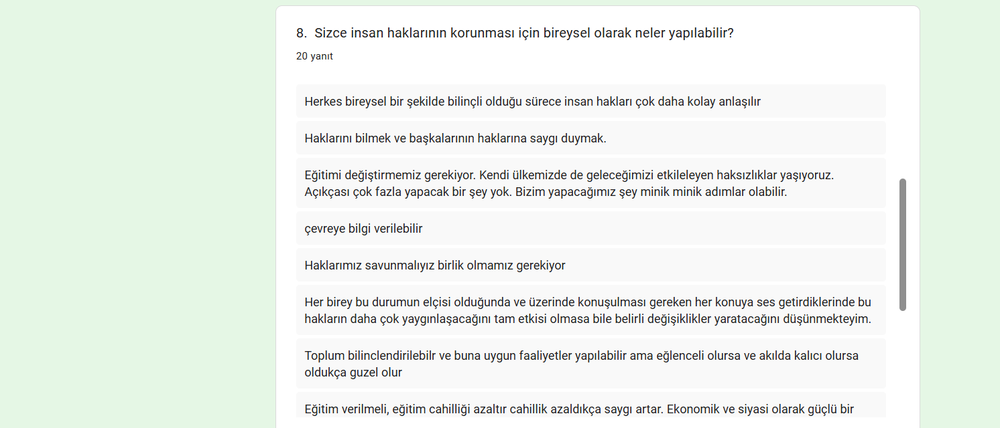 8. Sizce insan haklarının korunması için bireysel olarak neler yapılabilir?
20 yanıt
Herkes bireysel bir şekilde bilinçli olduğu sürece insan hakları çok daha kolay anlaşılır
Haklarını bilmek ve başkalarının haklarına saygı duymak.
Eğitimi değiştirmemiz gerekiyor. Kendi ülkemizde de geleceğimizi etkileleyen haksızlıklar yaşıyoruz.
Açıkçası çok fazla yapacak bir şey yok. Bizim yapacağımız şey minik minik adımlar olabilir.
çevreye bilgi verilebilir
Haklarımız savunmalıyız birlik olmamız gerekiyor
Her birey bu durumun elçisi olduğunda ve üzerinde konuşulması gereken her konuya ses getirdiklerinde bu
hakların daha çok yaygınlaşacağını tam etkisi olmasa bile belirli değişiklikler yaratacağını düşünmekteyim.
Toplum bilinclendirilebilr ve buna uygun faaliyetler yapılabilir ama eğlenceli olursa ve akılda kalıcı olursa
oldukça guzel olur
Eğitim verilmeli, eğitim cahilliği azaltır cahillik azaldıkça saygı artar. Ekonomik ve siyasi olarak güçlü bir